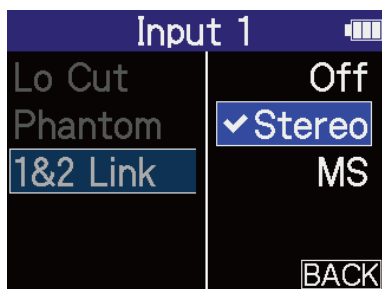 Input 1
Lo Cut
Phantom
1&2 Link
Off
Stereo
MS
BACK